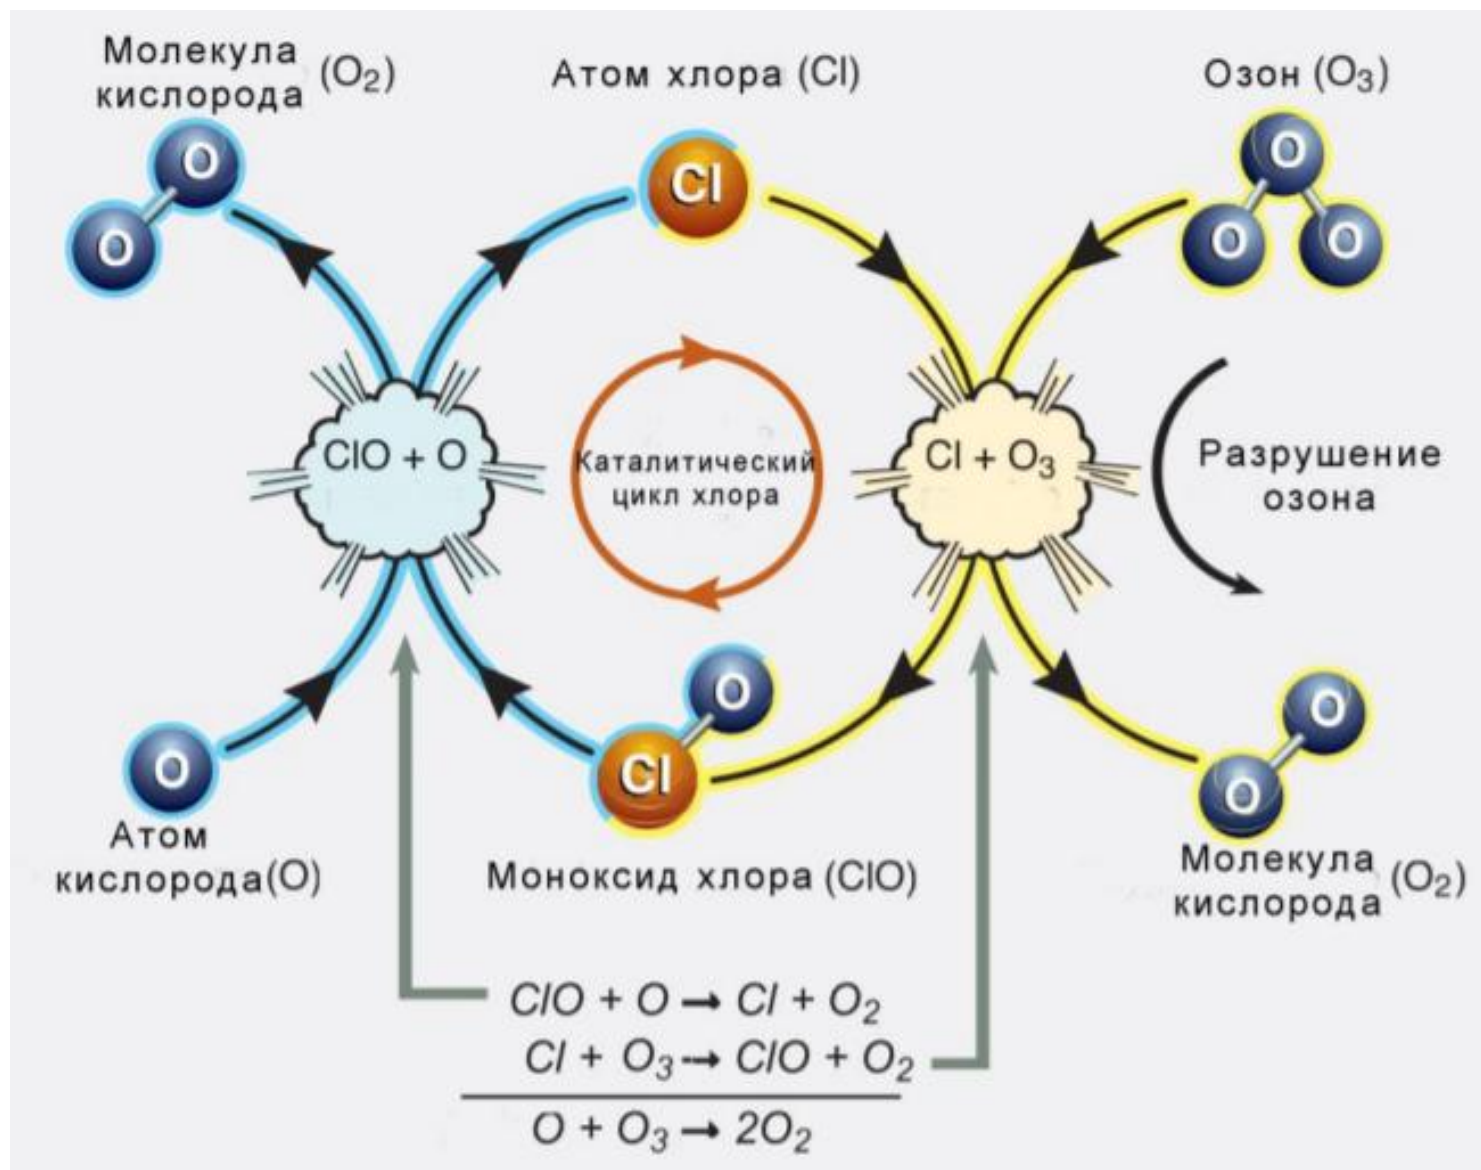 Молекула
кислорода (O₂)
Атом хлора (Cl)
Озон (O₃)
O
O
Cl
O
O
O
ClO + O
Каталитический
цикл хлора
Cl + O₃
Разрушение
озона
O
Cl
O
O
O
Атом
кислорода(O)
Моноксид хлора (ClO)
Молекула
кислорода (O₂)
ClO + O → Cl + O₂
Cl + O₃ → ClO + O₂
O + O₃ → 2O₂